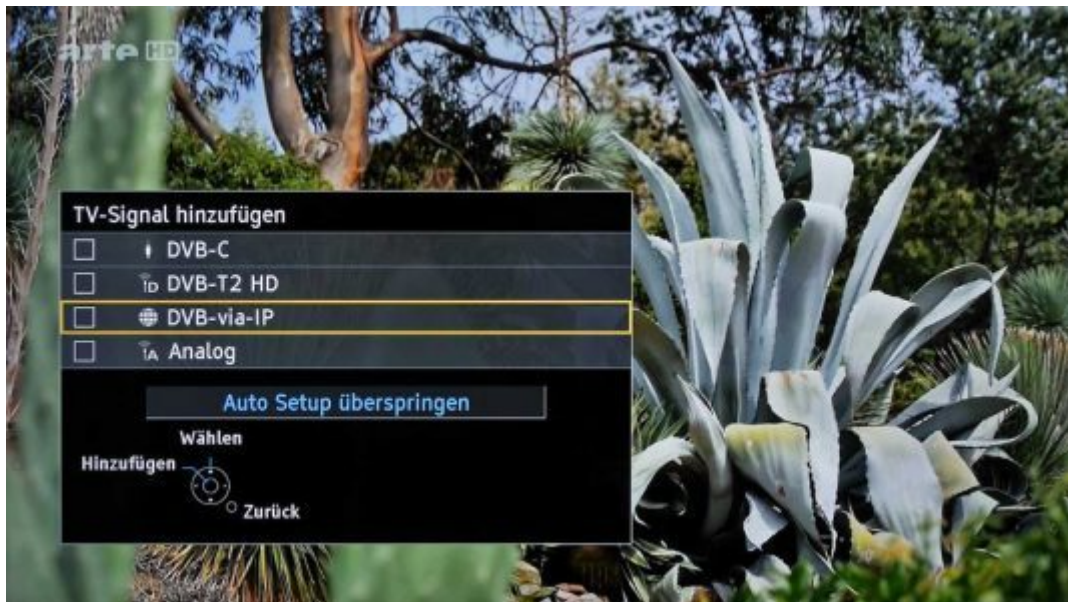 arte HD
TV-Signal hinzufügen
DVB-C
DVB-T2 HD
DVB-via-IP
Analog
Auto Setup überspringen
Wählen
Hinzufügen
Zurück